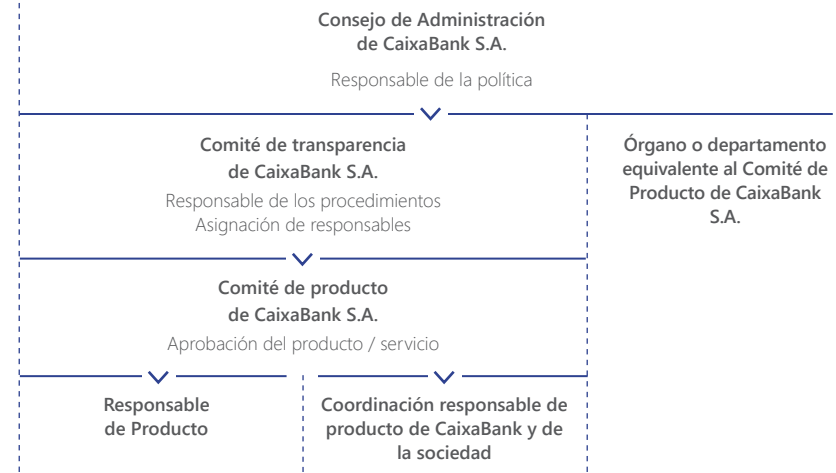 Consejo de Administración
de CaixaBank S.A.
Responsable de la política
Comité de transparencia
de CaixaBank S.A.
Responsable de los procedimientos
Asignación de responsables
Órgano o departamento
equivalente al Comité de
Producto de CaixaBank
S.A.
Comité de producto
de CaixaBank S.A.
Aprobación del producto / servicio
Responsable
de Producto
Coordinación responsable de
producto de CaixaBank y de
la sociedad